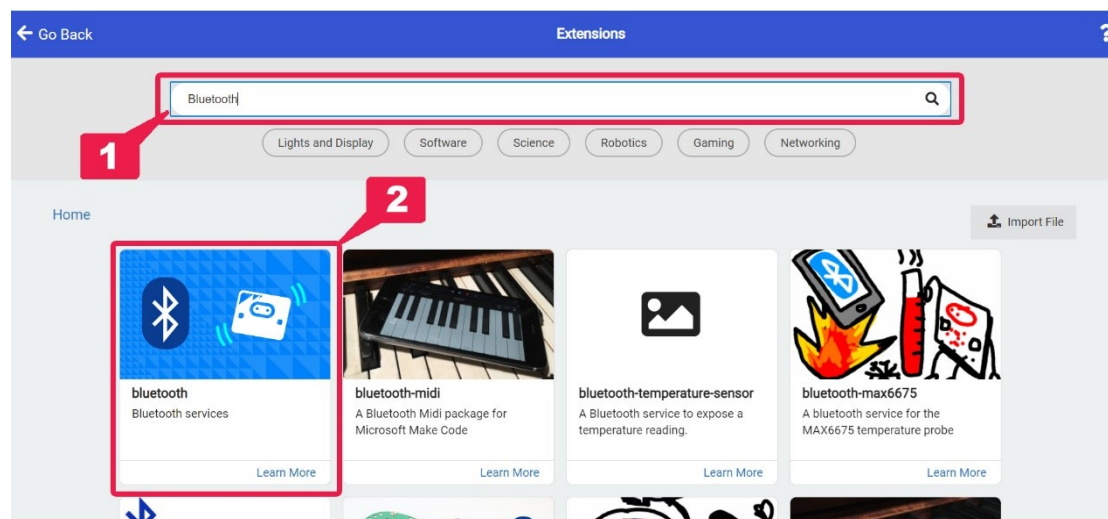 Go Back
Extensions
?
Bluetooth
1
Lights and Display
Software
Science
Robotics
Gaming
Networking
2
Home
Import File
bluetooth
Bluetooth services
Learn More
bluetooth-midi
A Bluetooth Midi package for
Microsoft Make Code
Learn More
bluetooth-temperature-sensor
A Bluetooth service to expose a
temperature reading.
Learn More
bluetooth-max6675
A bluetooth service for the
MAX6675 temperature probe
Learn More